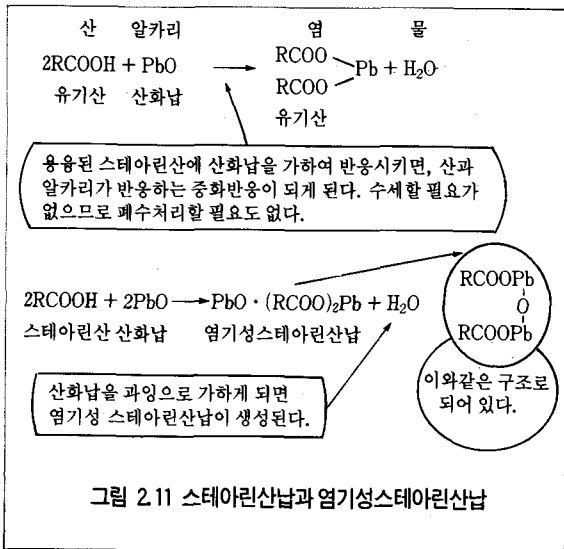 산 알카리 염 물
2RCOOH + PbO → RCOO RCOO Pb + H₂O
유기산 산화납 유기산
용융된 스테아린산에 산화납을 가하여 반응시키면, 산과
알카리가 반응하는 중화반응이 되게 된다. 수세할 필요가
없으므로 폐수처리할 필요도 없다.
2RCOOH + 2PbO → PbO · (RCOO)₂Pb + H₂O
스테아린산 산화납 염기성스테아린산납
RCOOPb
O
RCOOPb
이와같은 구조로
되어 있다.
산화납을 과잉으로 가하게 되면
염기성 스테아린산납이 생성된다.
그림 2.11 스테아린산납과 염기성스테아린산납